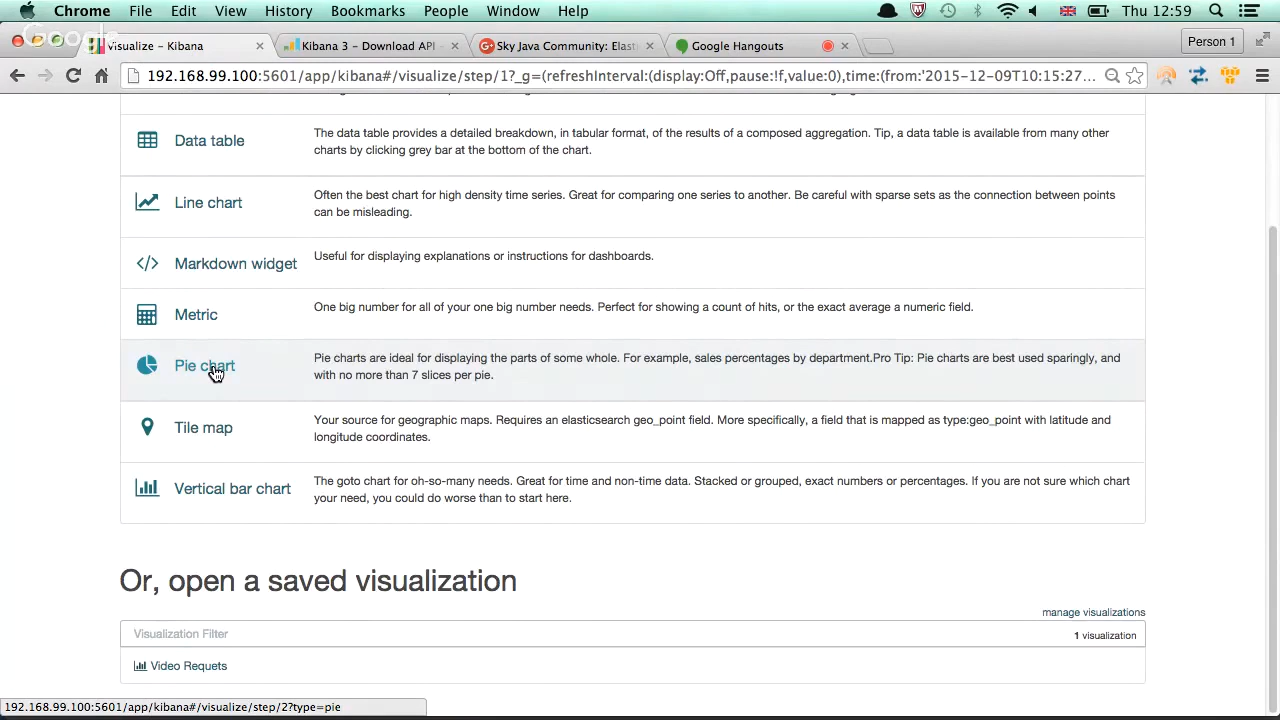 Chrome File Edit View History Bookmarks People Window Help Thu 12:59
Google
Visualize - Kibana
Kibana 3 – Download API -
Sky Java Community: Elast
Google Hangouts
Person 1
192.168.99.100:5601/app/kibana#/visualize/step/1?_g=(refreshInterval:(display:Off,pause:!f,value:0),time:(from:'2015-12-09T10:15:27...
Data table
The data table provides a detailed breakdown, in tabular format, of the results of a composed aggregation. Tip, a data table is available from many other
charts by clicking grey bar at the bottom of the chart.
Line chart
Often the best chart for high density time series. Great for comparing one series to another. Be careful with sparse sets as the connection between points
can be misleading.
Markdown widget
Useful for displaying explanations or instructions for dashboards.
Metric
One big number for all of your one big number needs. Perfect for showing a count of hits, or the exact average a numeric field.
Pie chart
Pie charts are ideal for displaying the parts of some whole. For example, sales percentages by department.Pro Tip: Pie charts are best used sparingly, and
with no more than 7 slices per pie.
Tile map
Your source for geographic maps. Requires an elasticsearch geo_point field. More specifically, a field that is mapped as type:geo_point with latitude and
longitude coordinates.
Vertical bar chart
The goto chart for oh-so-many needs. Great for time and non-time data. Stacked or grouped, exact numbers or percentages. If you are not sure which chart
your need, you could do worse than to start here.
Or, open a saved visualization
manage visualizations
Visualization Filter
1 visualization
Video Requets
192.168.99.100:5601/app/kibana#/visualize/step/2?type=pie